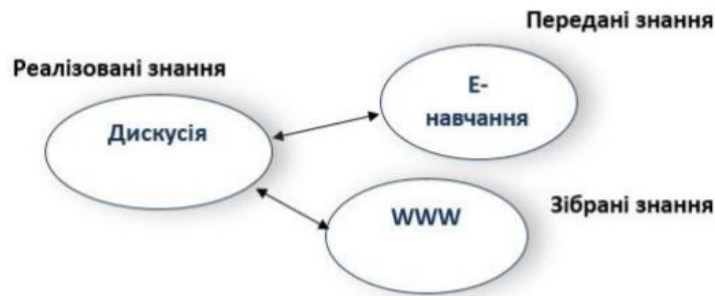 Передані знання
Реалізовані знання
Е-
навчання
Дискусія
WWW
Зібрані знання